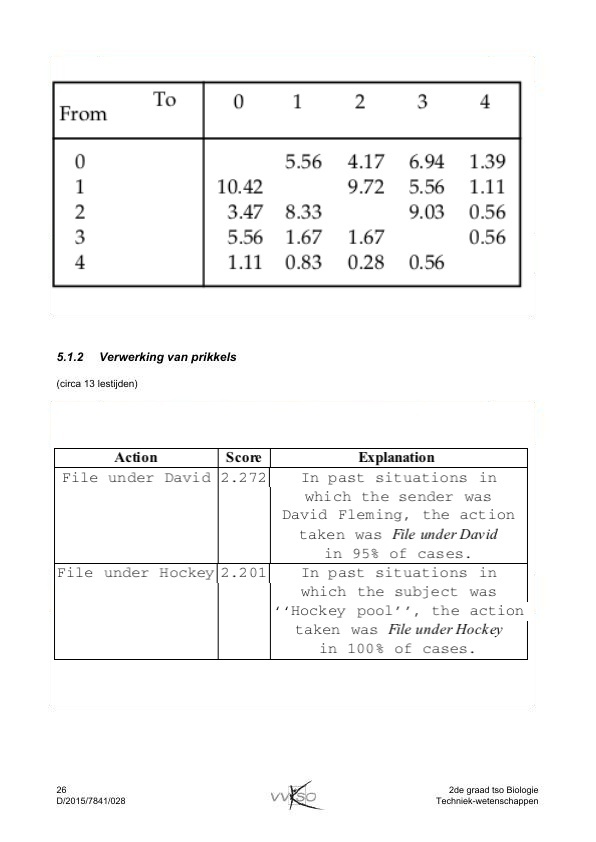 To
From 0 1 2 3 4
0 5.56 4.17 6.94 1.39
1 10.42 9.72 5.56 1.11
2 3.47 8.33 9.03 0.56
3 5.56 1.67 1.67 0.56
4 1.11 0.83 0.28 0.56
5.1.2 Verwerking van prikkels
(circa 13 lestijden)
Action Score Explanation
File under David 2.272 In past situations in
which the sender was
David Fleming, the action
taken was File under David
in 95% of cases.
File under Hockey 2.201 In past situations in
which the subject was
‘‘Hockey pool’’, the action
taken was File under Hockey
in 100% of cases.
26
D/2015/7841/028
VVKSO
2de graad tso Biologie
Techniek-wetenschappen